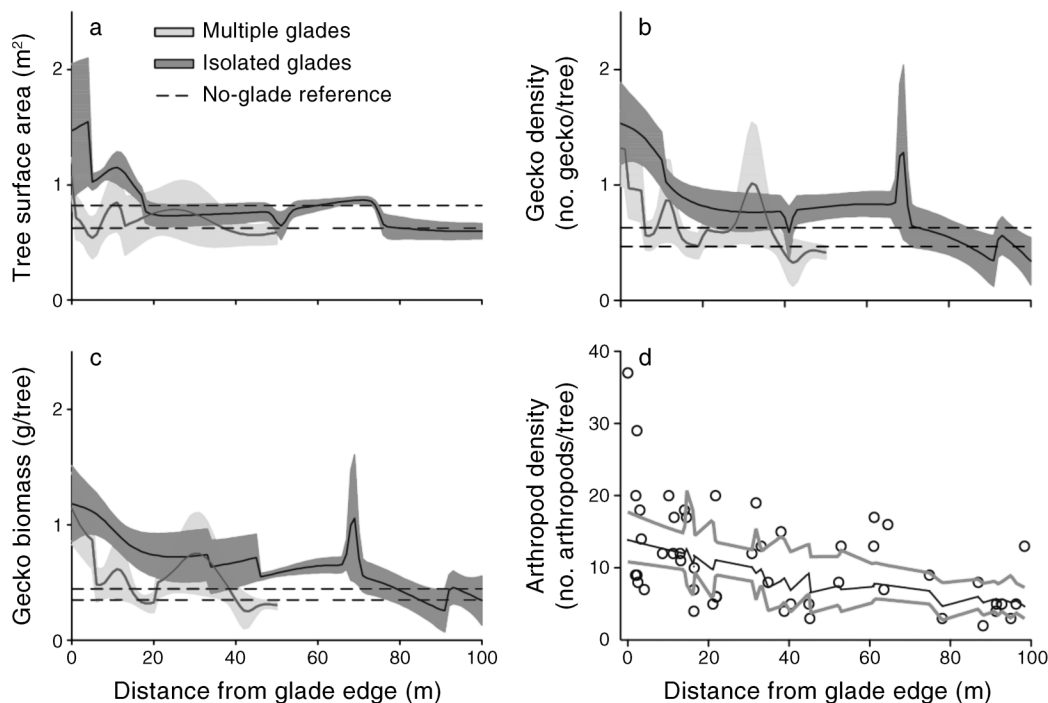 a
Multiple glades
Isolated glades
No-glade reference
Tree surface area (m²)
2
1
0
b
Gecko density
(no. gecko/tree)
2
1
0
c
Gecko biomass (g/tree)
2
1
0
0 20 40 60 80 100
Distance from glade edge (m)
d
Arthropod density
(no. arthropods/tree)
40
30
20
10
0
0 20 40 60 80 100
Distance from glade edge (m)